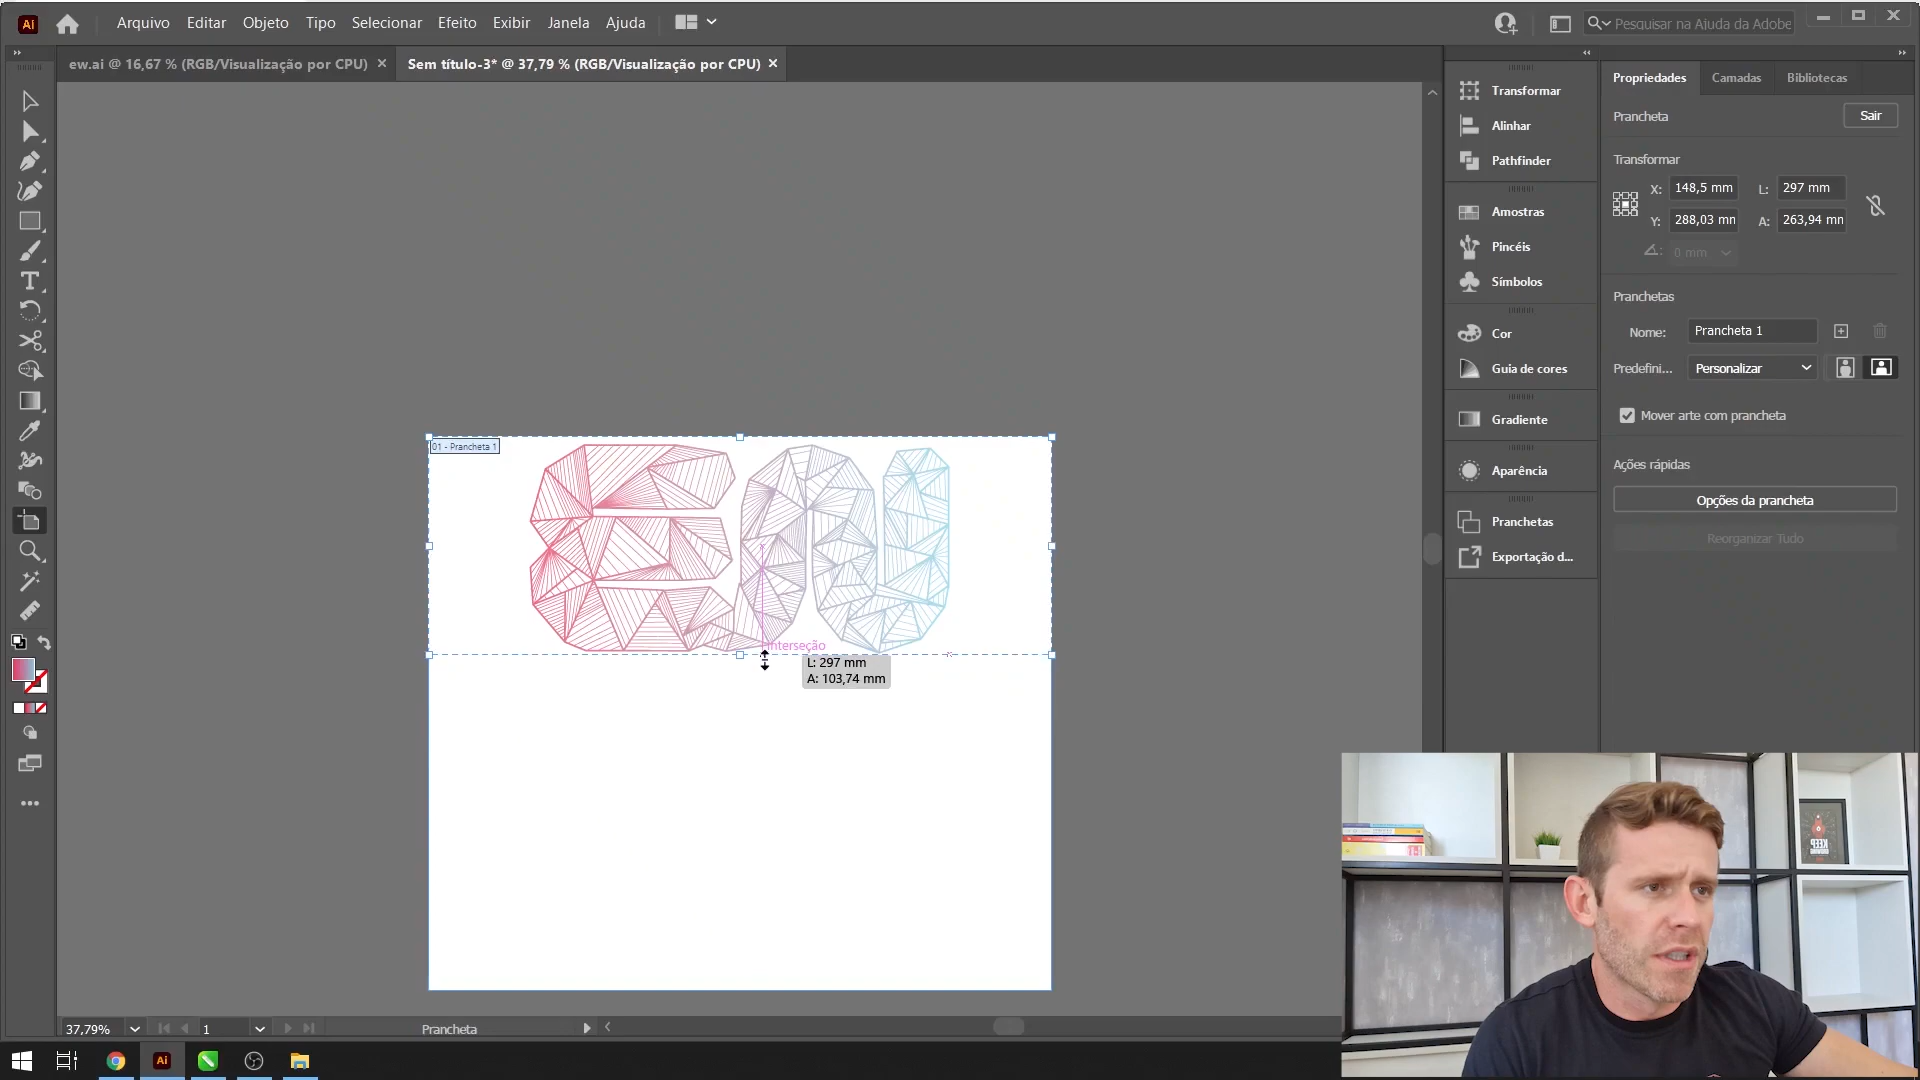 Ai
Arquivo Editar Objeto Tipo Selecionar Efeito Exibir Janela Ajuda
Pesquisar na Ajuda da Adobe
ew.ai @ 16,67 % (RGB/Visualização por CPU)
Sem título-3* @ 37,79 % (RGB/Visualização por CPU)
Transformar
Alinhar
Pathfinder
Amostras
Pincéis
Símbolos
Cor
Guia de cores
Gradiente
Aparência
Pranchetas
Exportação d...
Propriedades Camadas Bibliotecas
Prancheta Sair
Transformar
X: 148,5 mm L: 297 mm
Y: 288,03 mm A: 263,94 mm
0 mm
Pranchetas
Nome: Prancheta 1
Predefini... Personalizar
Mover arte com prancheta
Ações rápidas
Opções da prancheta
Reorganizar Tudo
01 - Prancheta 1
interseção
L: 297 mm
A: 103,74 mm
37,79% 1 Prancheta
Ai
KEEP